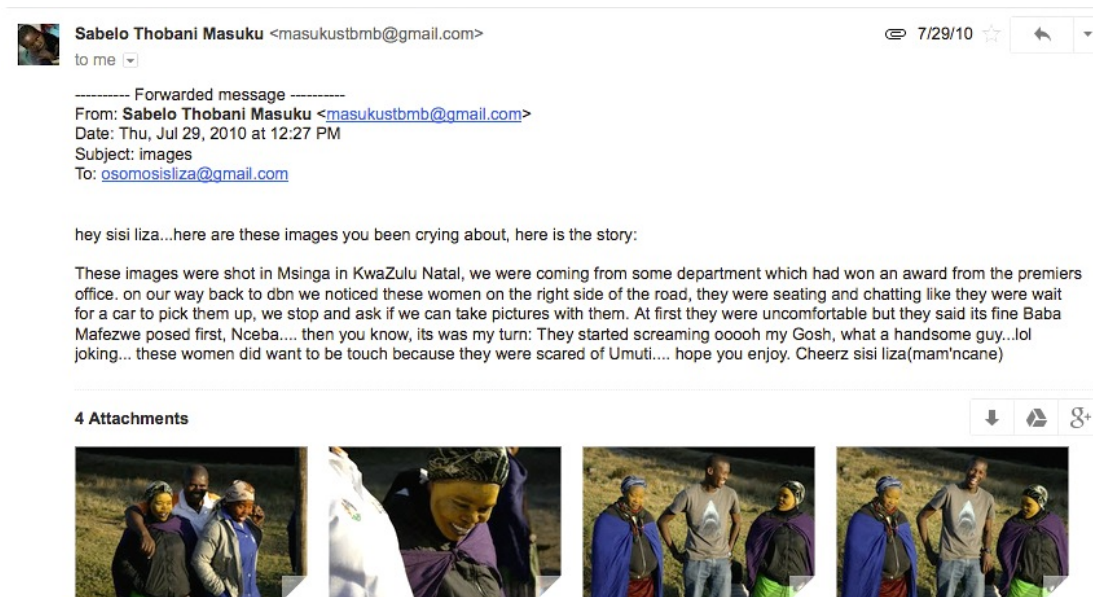 Sabelo Thobani Masuku <masukustbmb@gmail.com>
7/29/10
to me
---------- Forwarded message ----------
From: Sabelo Thobani Masuku <masukustbmb@gmail.com>
Date: Thu, Jul 29, 2010 at 12:27 PM
Subject: images
To: osomosisliza@gmail.com
hey sisi liza...here are these images you been crying about, here is the story:
These images were shot in Msinga in KwaZulu Natal, we were coming from some department which had won an award from the premiers
office. on our way back to dbn we noticed these women on the right side of the road, they were seating and chatting like they were wait
for a car to pick them up, we stop and ask if we can take pictures with them. At first they were uncomfortable but they said its fine Baba
Mafezwe posed first, Nceba.... then you know, its was my turn: They started screaming ooooh my Gosh, what a handsome guy...lol
joking... these women did want to be touch because they were scared of Umuti.... hope you enjoy. Cheerz sisi liza(mam'ncane)
4 Attachments
g+